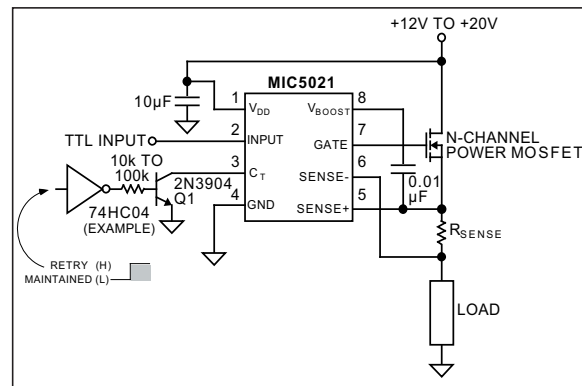 +12V TO +20V
MIC5021
10µF
1
VDD
VBOOST
8
TTL INPUT
2
INPUT
GATE
7
N-CHANNEL
POWER MOSFET
10k TO
100k
3
CT
SENSE-
6
2N3904
Q1
4
GND
SENSE+
5
0.01
µF
74HC04
(EXAMPLE)
RSENSE
RETRY (H)
MAINTAINED (L)
LOAD